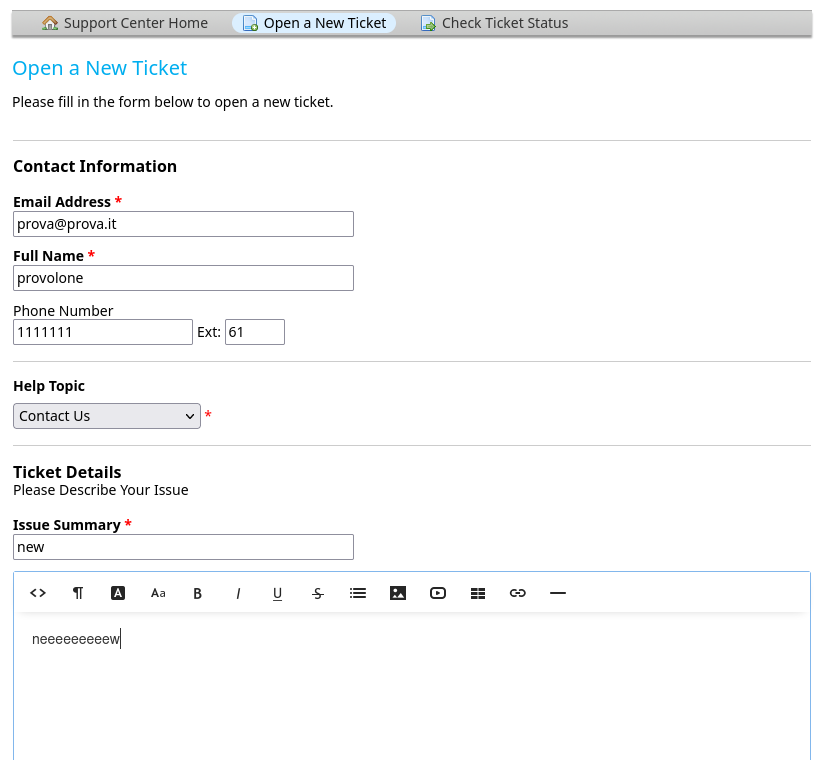 Support Center Home Open a New Ticket Check Ticket Status
Open a New Ticket
Please fill in the form below to open a new ticket.
Contact Information
Email Address *
prova@prova.it
Full Name *
provolone
Phone Number
1111111 Ext: 61
Help Topic
Contact Us *
Ticket Details
Please Describe Your Issue
Issue Summary *
new
<> ¶ A Aa B I U S
neeeeeeeeew